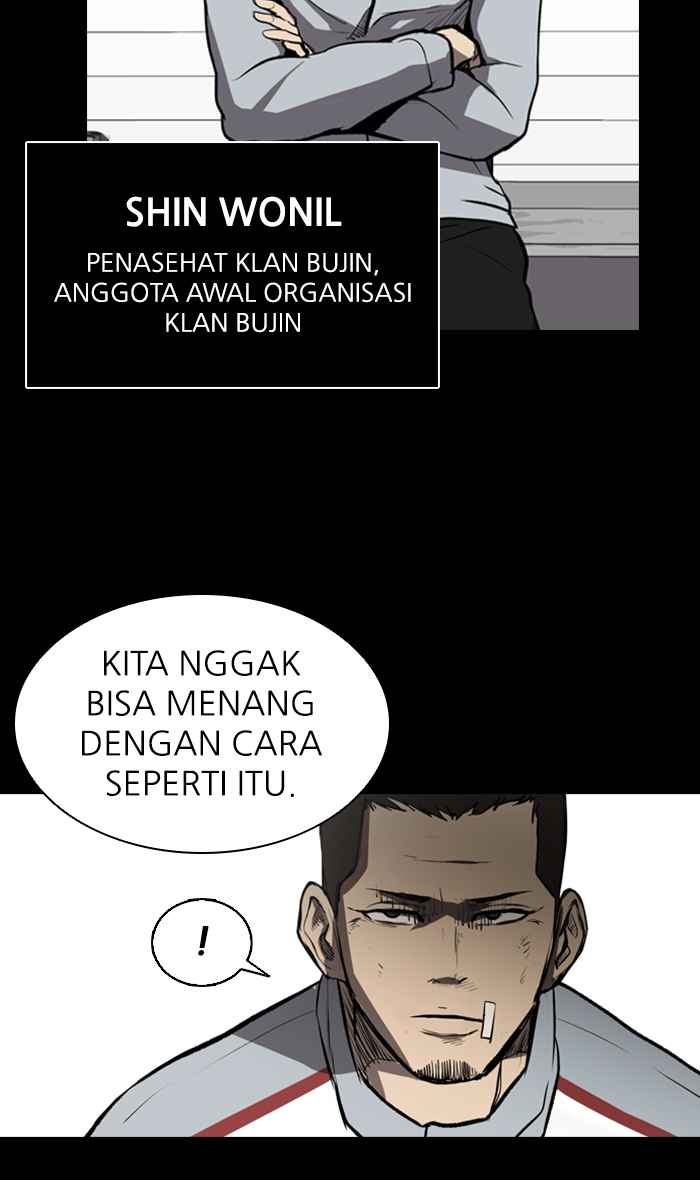 SHIN WONIL
PENASEHAT KLAN BUJIN,
ANGGOTA AWAL ORGANISASI
KLAN BUJIN
KITA NGGAK
BISA MENANG
DENGAN CARA
SEPERTI ITU.
!